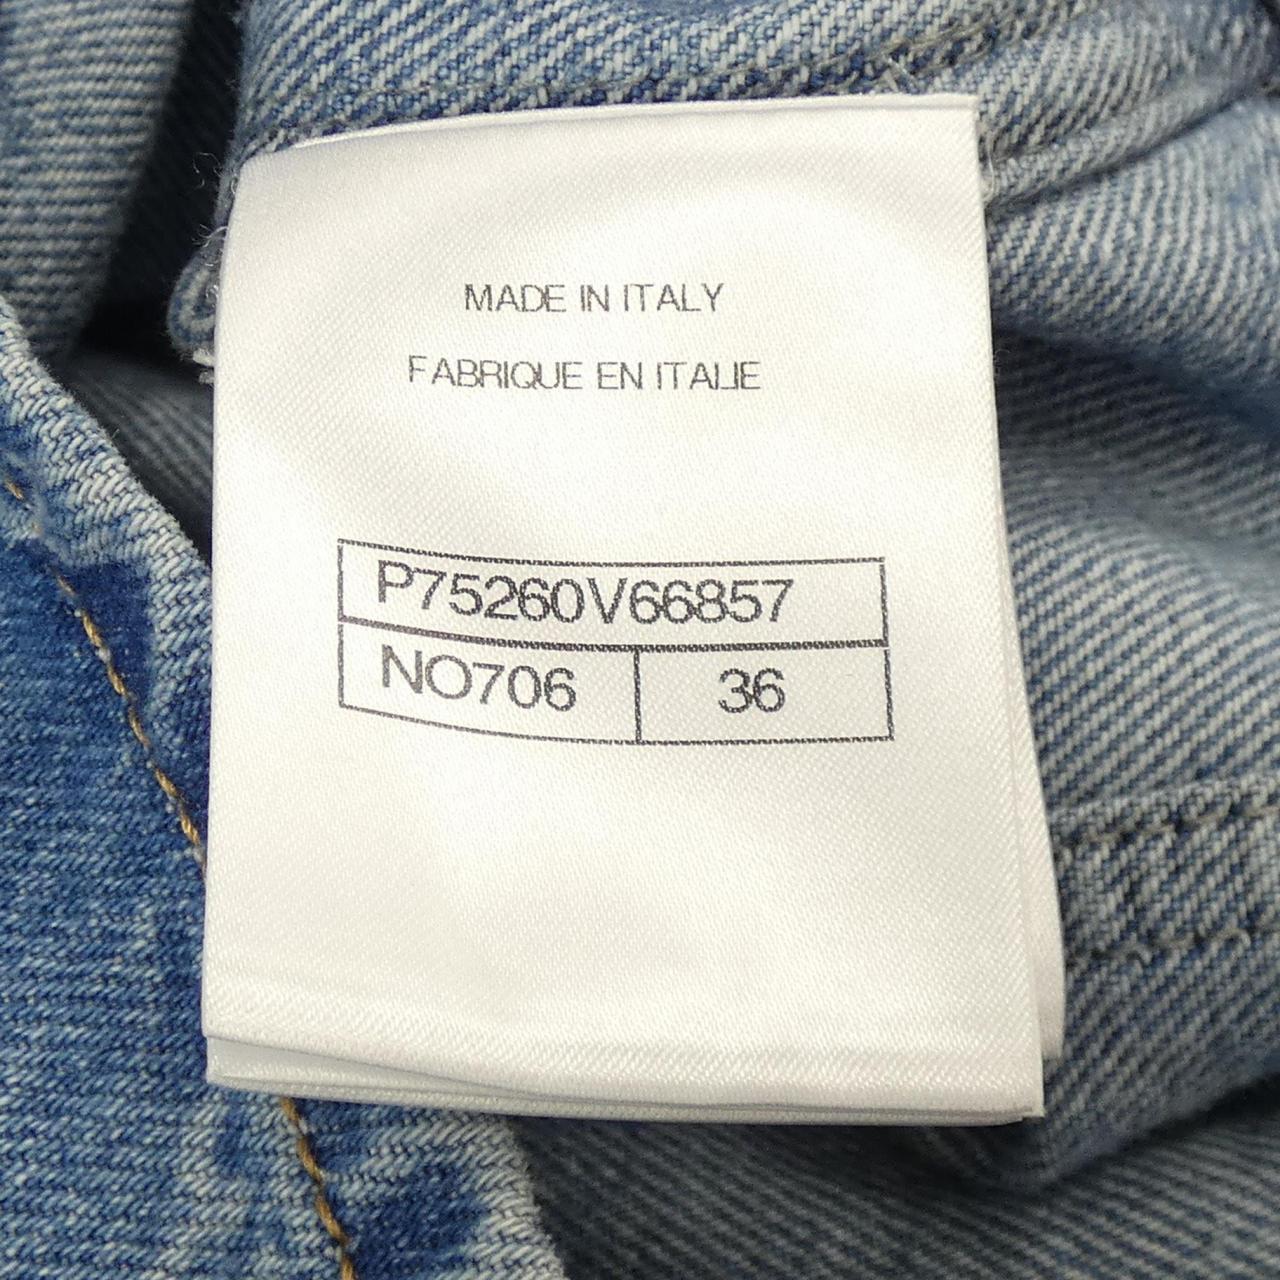 MADE IN ITALY
FABRIQUE EN ITALIE
P75260V66857
NO706 36